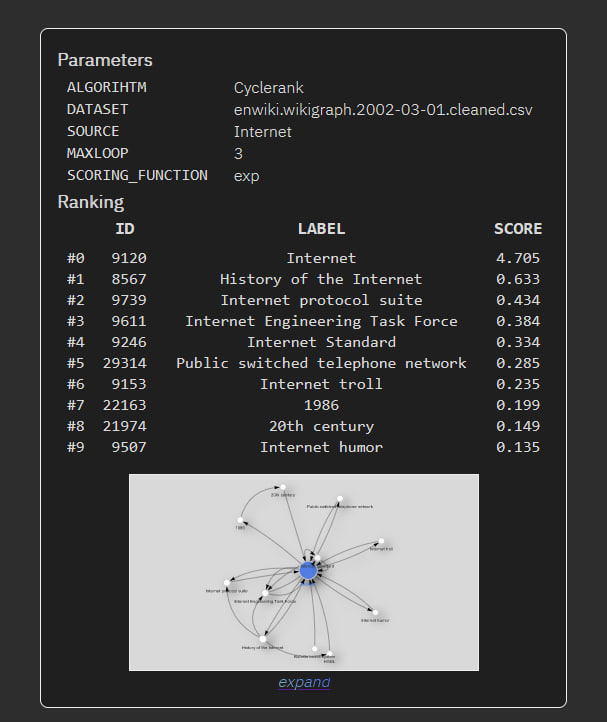 Parameters
ALGORIHTM Cyclerank
DATASET enwiki.wikigraph.2002-03-01.cleaned.csv
SOURCE Internet
MAXLOOP 3
SCORING_FUNCTION exp
Ranking
ID LABEL SCORE
#0 9120 Internet 4.705
#1 8567 History of the Internet 0.633
#2 9739 Internet protocol suite 0.434
#3 9611 Internet Engineering Task Force 0.384
#4 9246 Internet Standard 0.334
#5 29314 Public switched telephone network 0.285
#6 9153 Internet troll 0.235
#7 22163 1986 0.199
#8 21974 20th century 0.149
#9 9507 Internet humor 0.135
20th century
Public switched telephone network
1986
Internet troll
Internet protocol suite
Internet Engineering Task Force
Internet humor
History of the Internet
HTML
expand